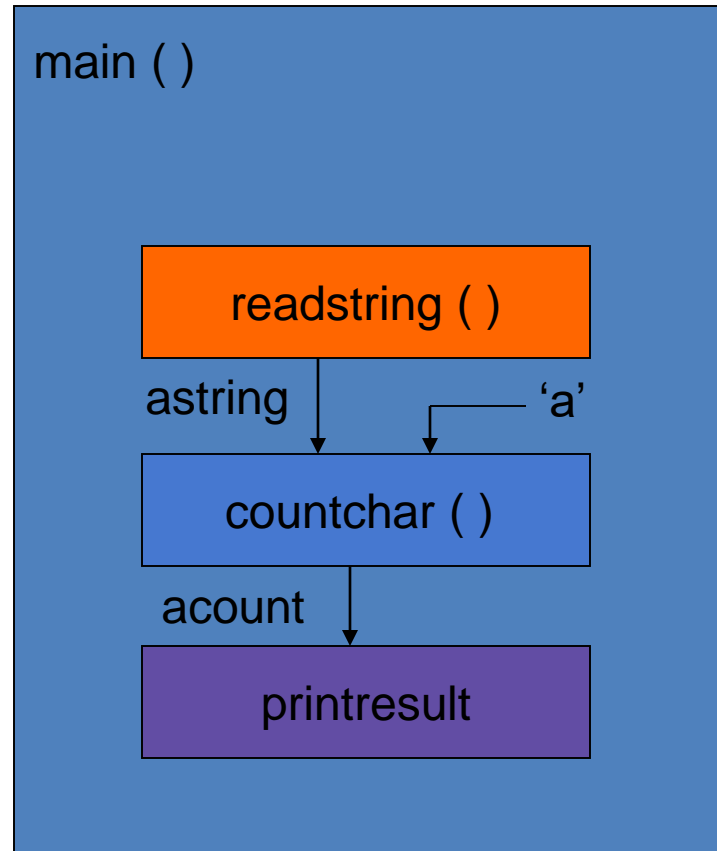 main ( )
readstring ( )
astring
‘a’
countchar ( )
acount
printresult